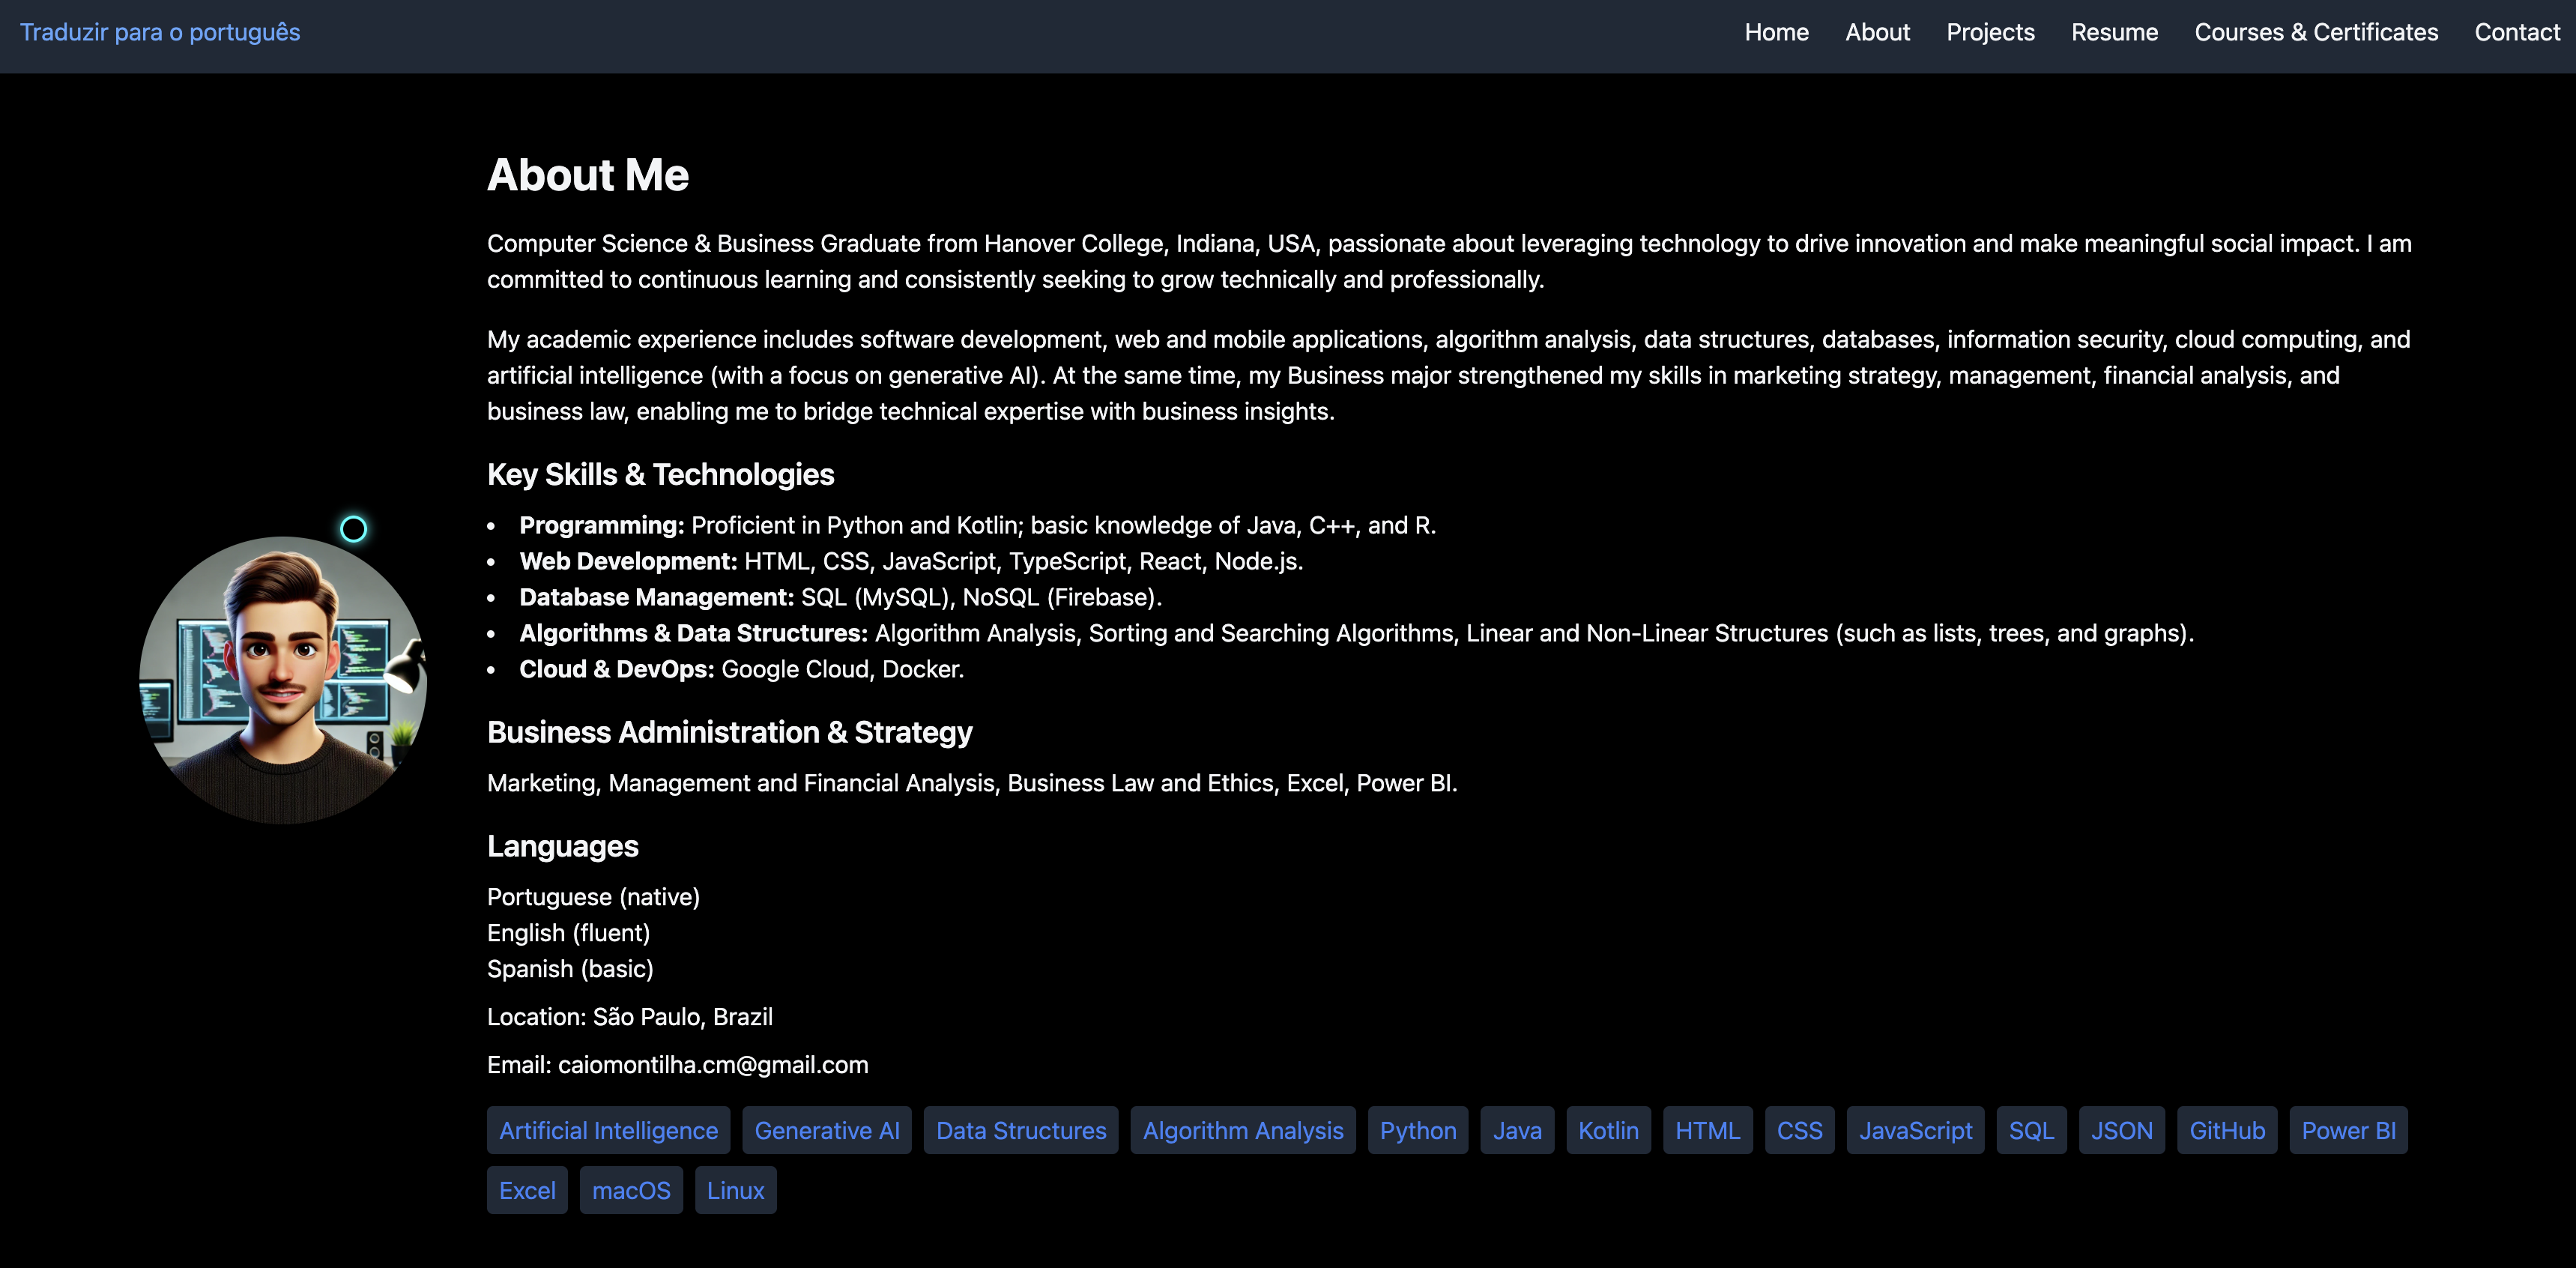 Traduzir para o português
Home About Projects Resume Courses & Certificates Contact
About Me
Computer Science & Business Graduate from Hanover College, Indiana, USA, passionate about leveraging technology to drive innovation and make meaningful social impact. I am
committed to continuous learning and consistently seeking to grow technically and professionally.
My academic experience includes software development, web and mobile applications, algorithm analysis, data structures, databases, information security, cloud computing, and
artificial intelligence (with a focus on generative AI). At the same time, my Business major strengthened my skills in marketing strategy, management, financial analysis, and
business law, enabling me to bridge technical expertise with business insights.
Key Skills & Technologies
• Programming: Proficient in Python and Kotlin; basic knowledge of Java, C++, and R.
• Web Development: HTML, CSS, JavaScript, TypeScript, React, Node.js.
• Database Management: SQL (MySQL), NoSQL (Firebase).
• Algorithms & Data Structures: Algorithm Analysis, Sorting and Searching Algorithms, Linear and Non-Linear Structures (such as lists, trees, and graphs).
• Cloud & DevOps: Google Cloud, Docker.
Business Administration & Strategy
Marketing, Management and Financial Analysis, Business Law and Ethics, Excel, Power BI.
Languages
Portuguese (native)
English (fluent)
Spanish (basic)
Location: São Paulo, Brazil
Email: caiomontilha.cm@gmail.com
Artificial Intelligence Generative AI Data Structures Algorithm Analysis Python Java Kotlin HTML CSS JavaScript SQL JSON GitHub Power BI
Excel macOS Linux